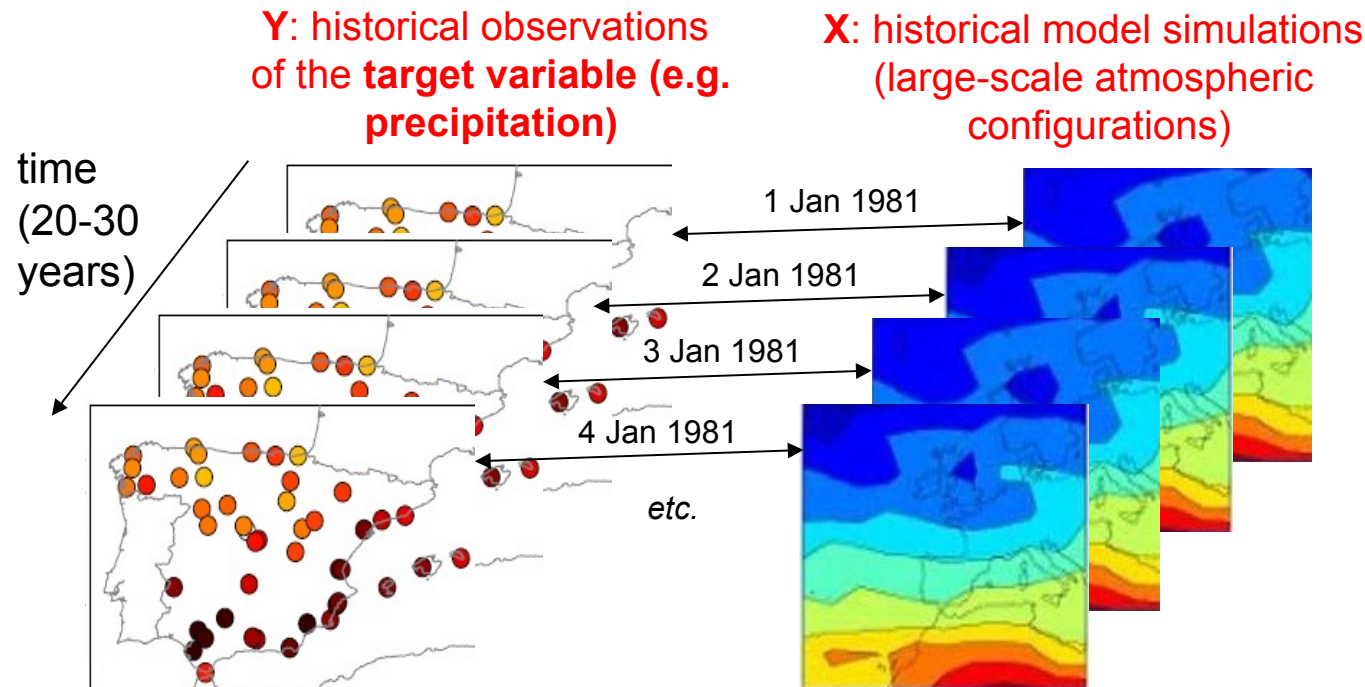 Y: historical observations
of the target variable (e.g.
precipitation)
X: historical model simulations
(large-scale atmospheric
configurations)
time
(20-30
years)
1 Jan 1981
2 Jan 1981
3 Jan 1981
4 Jan 1981
etc.